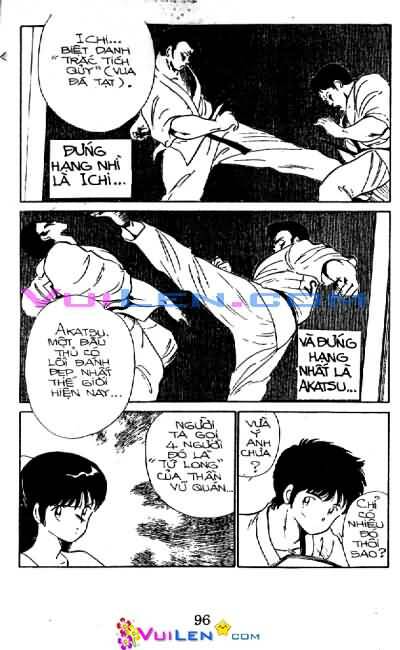 ICHI...
BIỆT DANH
"TRÁC TÍCH
QỦY" (VUA
ĐÁ TẠT).
ĐỨNG
HẠNG NHÌ
LÀ ICHI...
VUILEN.COM
AKATSU.
MỘT ĐẤU
THỦ CÓ
LỐI ĐÁNH
ĐẸP NHẤT
THẾ GIỚI
HIỆN NAY...
VÀ ĐỨNG
HẠNG
NHẤT LÀ
AKATSU...
NGƯỜI
TA GỌI
4 NGƯỜI
ĐÓ LÀ
"TỨ LONG"
CỦA THẦN
VŨ QUÁN...
VỪA
Ý ANH
CHƯA
?
CHỈ
CÓ
NHIÊU
ĐÓ
THÔI
SAO?
96
VUILEN.COM